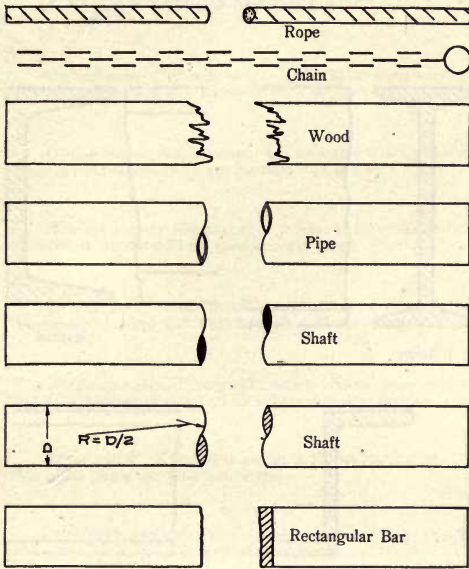 Rope
Chain
Wood
Pipe
Shaft
D
R = D/2
Shaft
Rectangular Bar